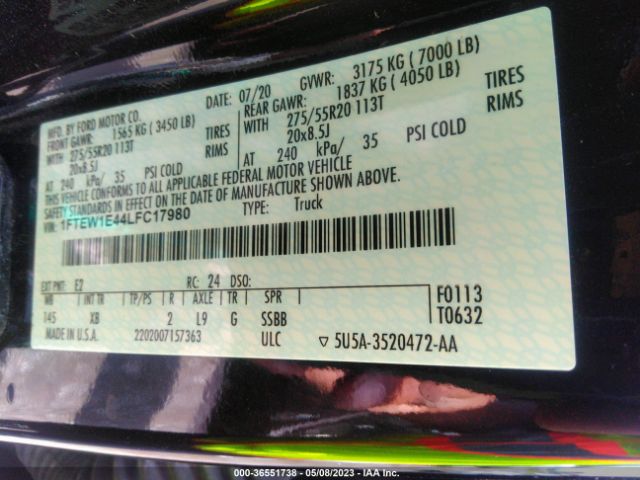 MFD. BY FORD MOTOR CO.
DATE: 07/20 GVWR: 3175 KG ( 7000 LB)
FRONT GAWR: 1565 KG ( 3450 LB) REAR GAWR: 1837 KG ( 4050 LB)
WITH 275/55R20 113T TIRES WITH 275/55R20 113T TIRES
20x8.5J RIMS 20x8.5J RIMS
AT 240 kPa/ 35 PSI COLD AT 240 kPa/ 35 PSI COLD
THIS VEHICLE CONFORMS TO ALL APPLICABLE FEDERAL MOTOR VEHICLE
SAFETY STANDARDS IN EFFECT ON THE DATE OF MANUFACTURE SHOWN ABOVE.
VIN: 1FTEW1E44LFC17980 TYPE: Truck
EXT PNT: E2 RC: 24 DSO:
WB INT TR TP/PS R AXLE TR SPR
145 XB 2 L9 G SSBB
F0113
T0632
MADE IN U.S.A. 2202007157363 ULC ▽ 5U5A-3520472-AA
000-36551738 - 05/08/2023 - IAA Inc.